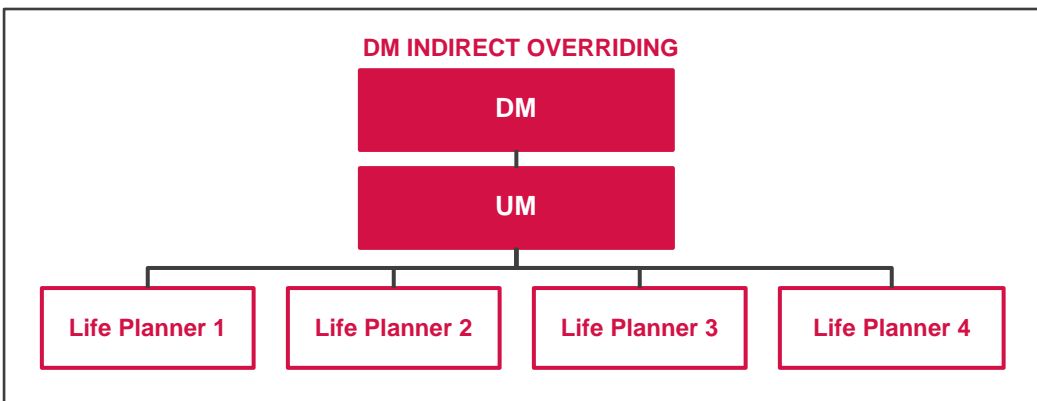 DM INDIRECT OVERRIDING
DM
UM
Life Planner 1
Life Planner 2
Life Planner 3
Life Planner 4